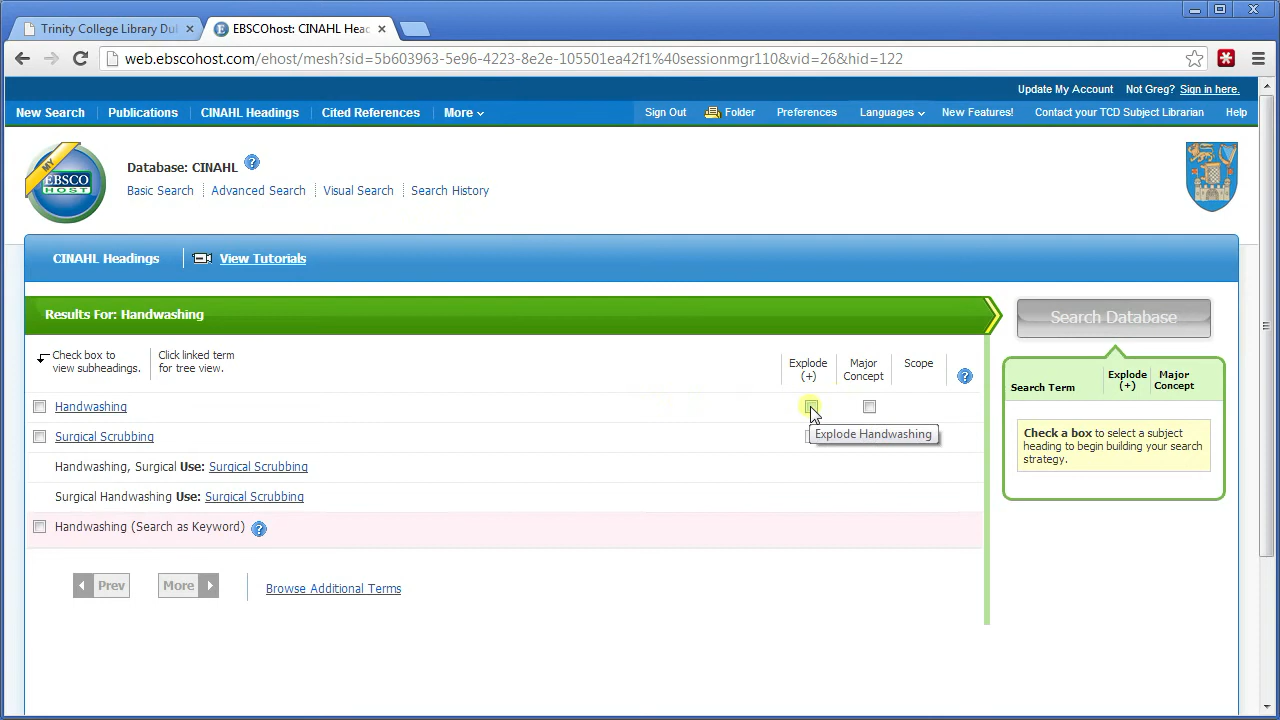 Trinity College Library Dul
EBSCOhost: CINAHL Head
web.ebscohost.com/ehost/mesh?sid=5b603963-5e96-4223-8e2e-105501ea42f1%40sessionmgr110&vid=26&hid=122
Update My Account Not Greg? Sign in here.
New Search Publications CINAHL Headings Cited References More Sign Out Folder Preferences Languages New Features! Contact your TCD Subject Librarian Help
MY
EBSCO
HOST
Database: CINAHL
Basic Search Advanced Search Visual Search Search History
CINAHL Headings View Tutorials
Results For: Handwashing
Check box to
view subheadings.
Click linked term
for tree view.
Explode
(+)
Major
Concept
Scope
Handwashing
Explode Handwashing
Surgical Scrubbing
Handwashing, Surgical Use: Surgical Scrubbing
Surgical Handwashing Use: Surgical Scrubbing
Handwashing (Search as Keyword)
Prev More Browse Additional Terms
Search Database
Search Term
Explode
(+)
Major
Concept
Check a box to select a subject
heading to begin building your search
strategy.